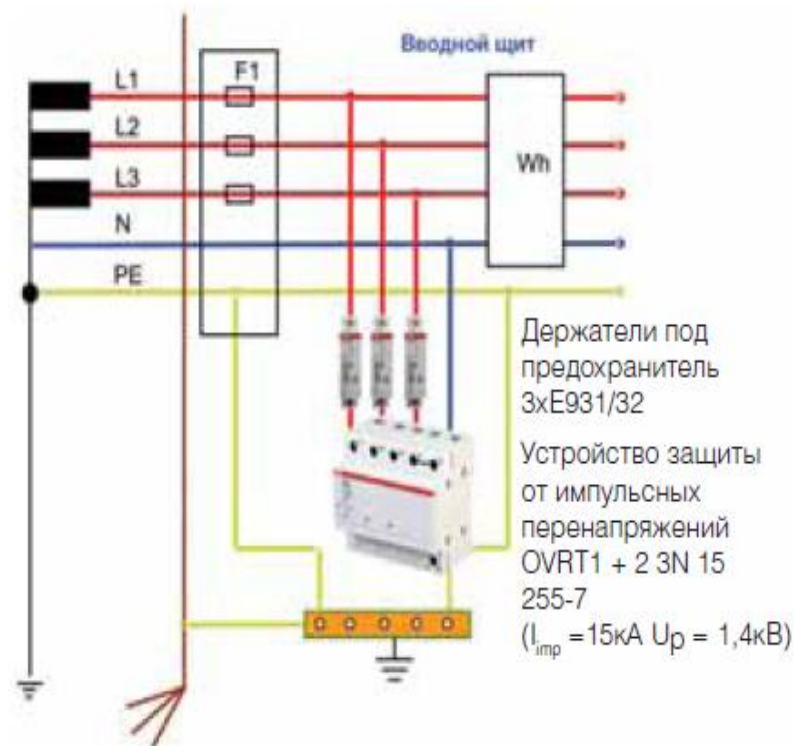 Вводной щит
F1
L1
L2
L3
N
PE
Wh
Держатели под
предохранитель
3xE931/32
Устройство защиты
от импульсных
перенапряжений
OVRT1 + 2 3N 15
255-7
(Iimp =15кА Up = 1,4кВ)